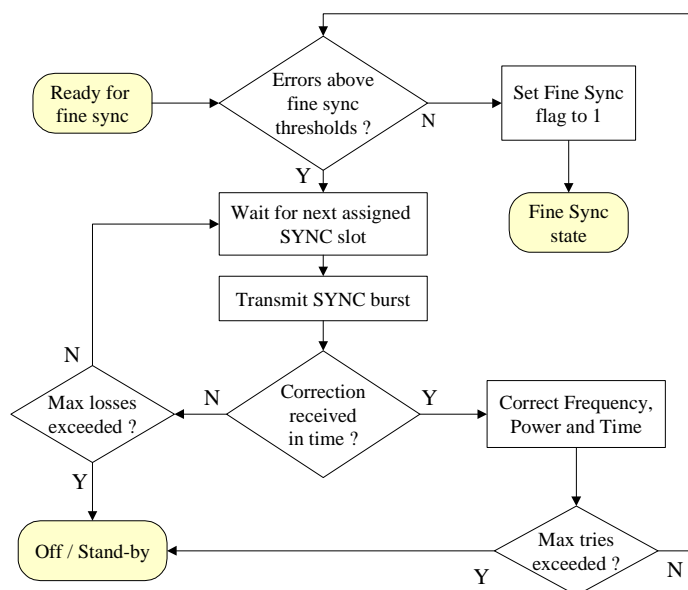 Ready for
fine sync
Errors above
fine sync
thresholds ?
N
Set Fine Sync
flag to 1
Y
Fine Sync
state
Wait for next assigned
SYNC slot
Transmit SYNC burst
N
Max losses
exceeded ?
N
Correction
received
in time ?
Y
Correct Frequency,
Power and Time
Y
Off / Stand-by
Y
Max tries
exceeded ?
N